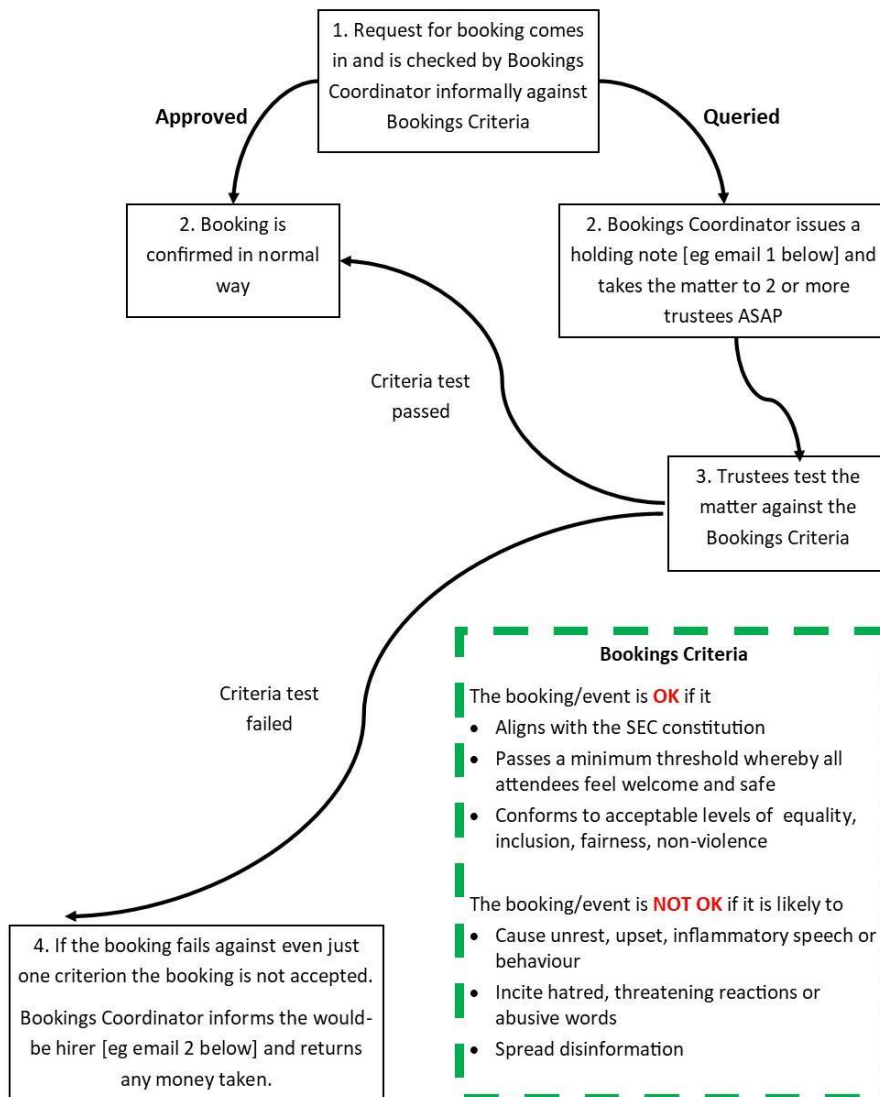 1. Request for booking comes
in and is checked by Bookings
Coordinator informally against
Bookings Criteria
Approved
Queried
2. Booking is
confirmed in normal
way
2. Bookings Coordinator issues a
holding note [eg email 1 below] and
takes the matter to 2 or more
trustees ASAP
Criteria test
passed
3. Trustees test the
matter against the
Bookings Criteria
Criteria test
failed
Bookings Criteria
The booking/event is OK if it
• Aligns with the SEC constitution
• Passes a minimum threshold whereby all
attendees feel welcome and safe
• Conforms to acceptable levels of equality,
inclusion, fairness, non-violence
The booking/event is NOT OK if it is likely to
• Cause unrest, upset, inflammatory speech or
behaviour
• Incite hatred, threatening reactions or
abusive words
• Spread disinformation
4. If the booking fails against even just
one criterion the booking is not accepted.
Bookings Coordinator informs the would-
be hirer [eg email 2 below] and returns
any money taken.